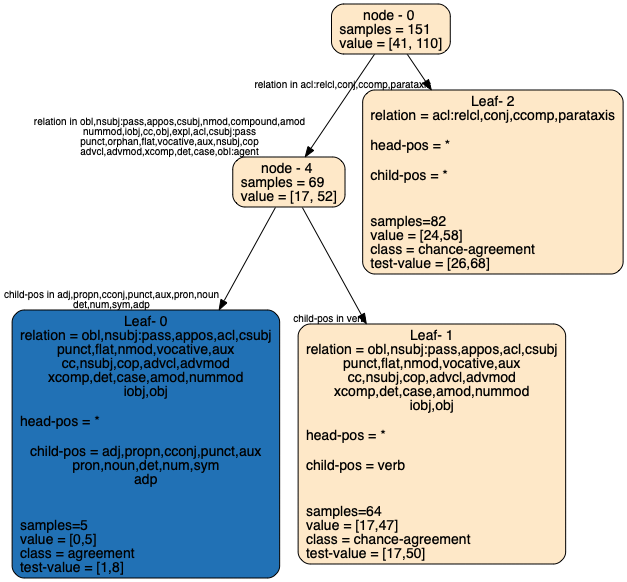 node - 0
samples = 151
value = [41, 110]
relation in acl:relcl,conj,ccomp,parataxis
relation in obl,nsubj:pass,appos,csubj,nmod,compound,amod
nummod,iobj,cc,obj,expl,acl,csubj:pass
punct,orphan,flat,vocative,aux,nsubj,cop
advcl,advmod,xcomp,det,case,obl:agent
Leaf- 2
relation = acl:relcl,conj,ccomp,parataxis
head-pos = *
child-pos = *
samples=82
value = [24,58]
class = chance-agreement
test-value = [26,68]
node - 4
samples = 69
value = [17, 52]
child-pos in adj,propn,cconj,punct,aux,pron,noun
det,num,sym,adp
child-pos in verb
Leaf- 0
relation = obl,nsubj:pass,appos,acl,csubj
punct,flat,nmod,vocative,aux
cc,nsubj,cop,advcl,advmod
xcomp,det,case,amod,nummod
iobj,obj
head-pos = *
child-pos = adj,propn,cconj,punct,aux
pron,noun,det,num,sym
adp
samples=5
value = [0,5]
class = agreement
test-value = [1,8]
Leaf- 1
relation = obl,nsubj:pass,appos,acl,csubj
punct,flat,nmod,vocative,aux
cc,nsubj,cop,advcl,advmod
xcomp,det,case,amod,nummod
iobj,obj
head-pos = *
child-pos = verb
samples=64
value = [17,47]
class = chance-agreement
test-value = [17,50]